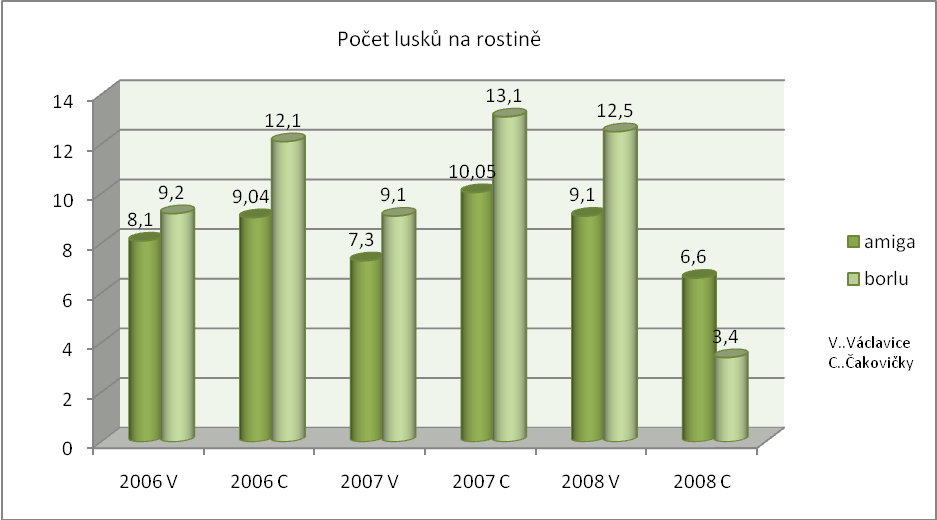 Počet lusků na rostině
14
12
10
8
6
4
2
0
8,1
9,2
9,04
12,1
7,3
9,1
10,05
13,1
9,1
12,5
6,6
3,4
2006 V
2006 C
2007 V
2007 C
2008 V
2008 C
amiga
borlu
V..Václavice
C..Čakovičky